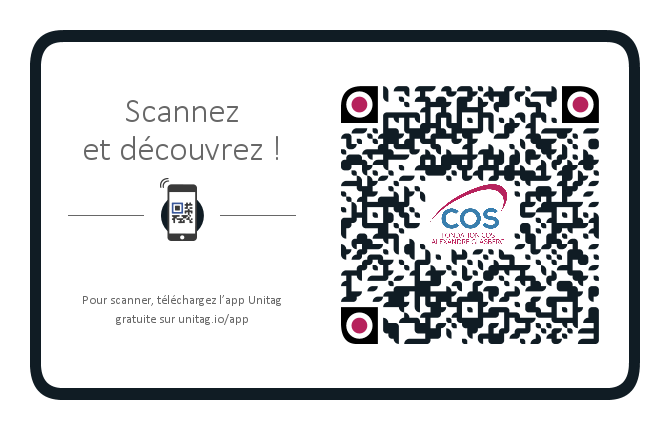 Scannez
et découvrez !
Pour scanner, téléchargez l'app Unitag
gratuite sur unitag.io/app
COS
FONDATION COS
ALEXANDRE GLASBERG